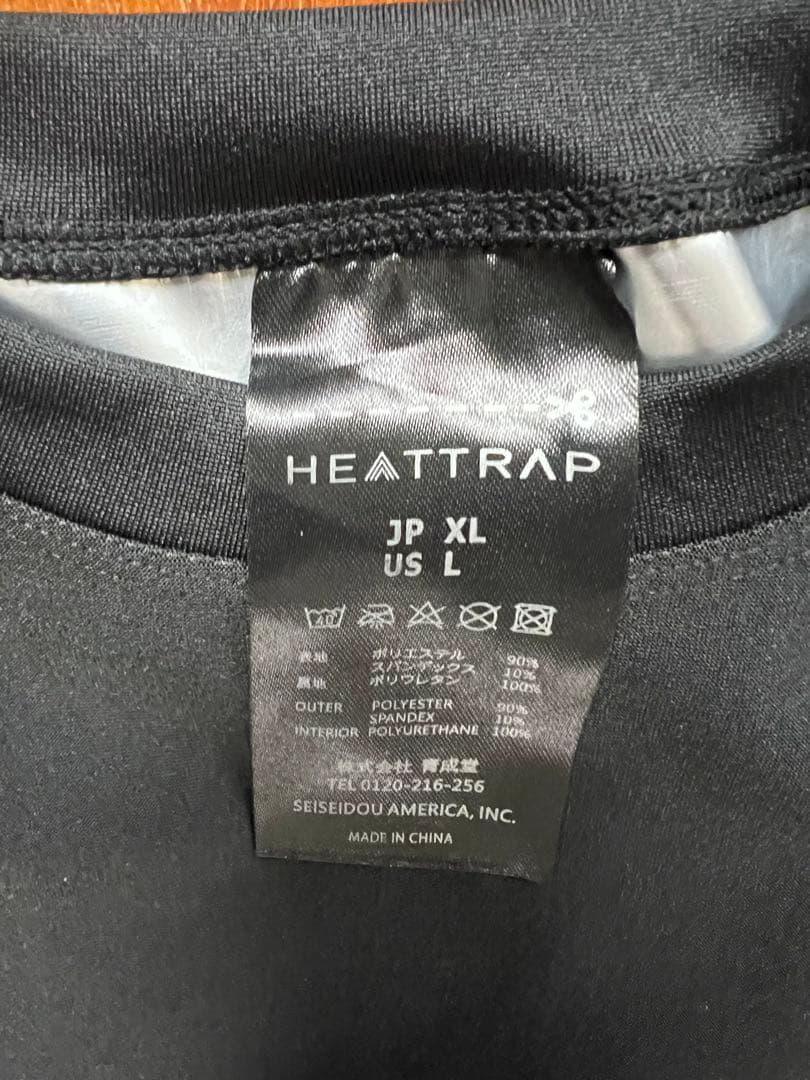 HEATTRAP
JP XL
US L
40
表地 ポリエステル 90%
スパンデックス 10%
裏地 ポリウレタン 100%
OUTER POLYESTER 90%
SPANDEX 10%
INTERIOR POLYURETHANE 100%
株式会社 青成堂
TEL 0120-216-256
SEISEIDOU AMERICA, INC.
MADE IN CHINA